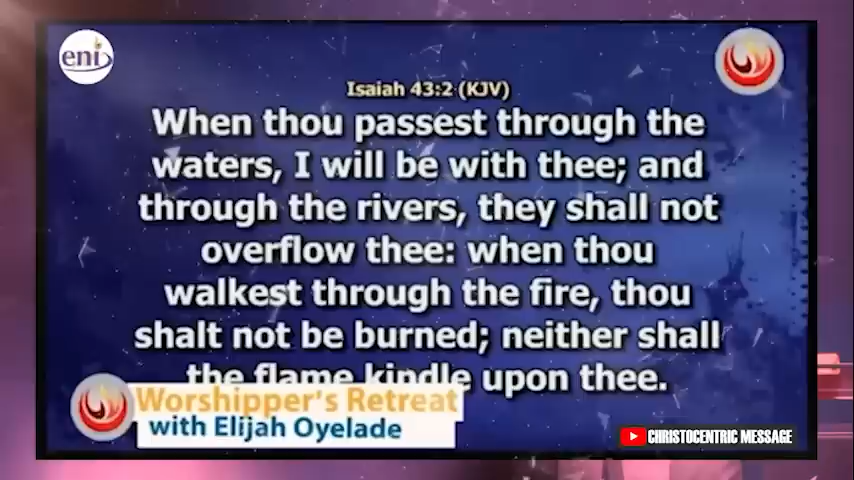 eni
Isaiah 43:2 (KJV)
When thou passest through the
waters, I will be with thee; and
through the rivers, they shall not
overflow thee: when thou
walkest through the fire, thou
shalt not be burned; neither shall
the flame kindle upon thee.
Worshipper's Retreat
with Elijah Oyelade
CHRISTOCENTRIC MESSAGE